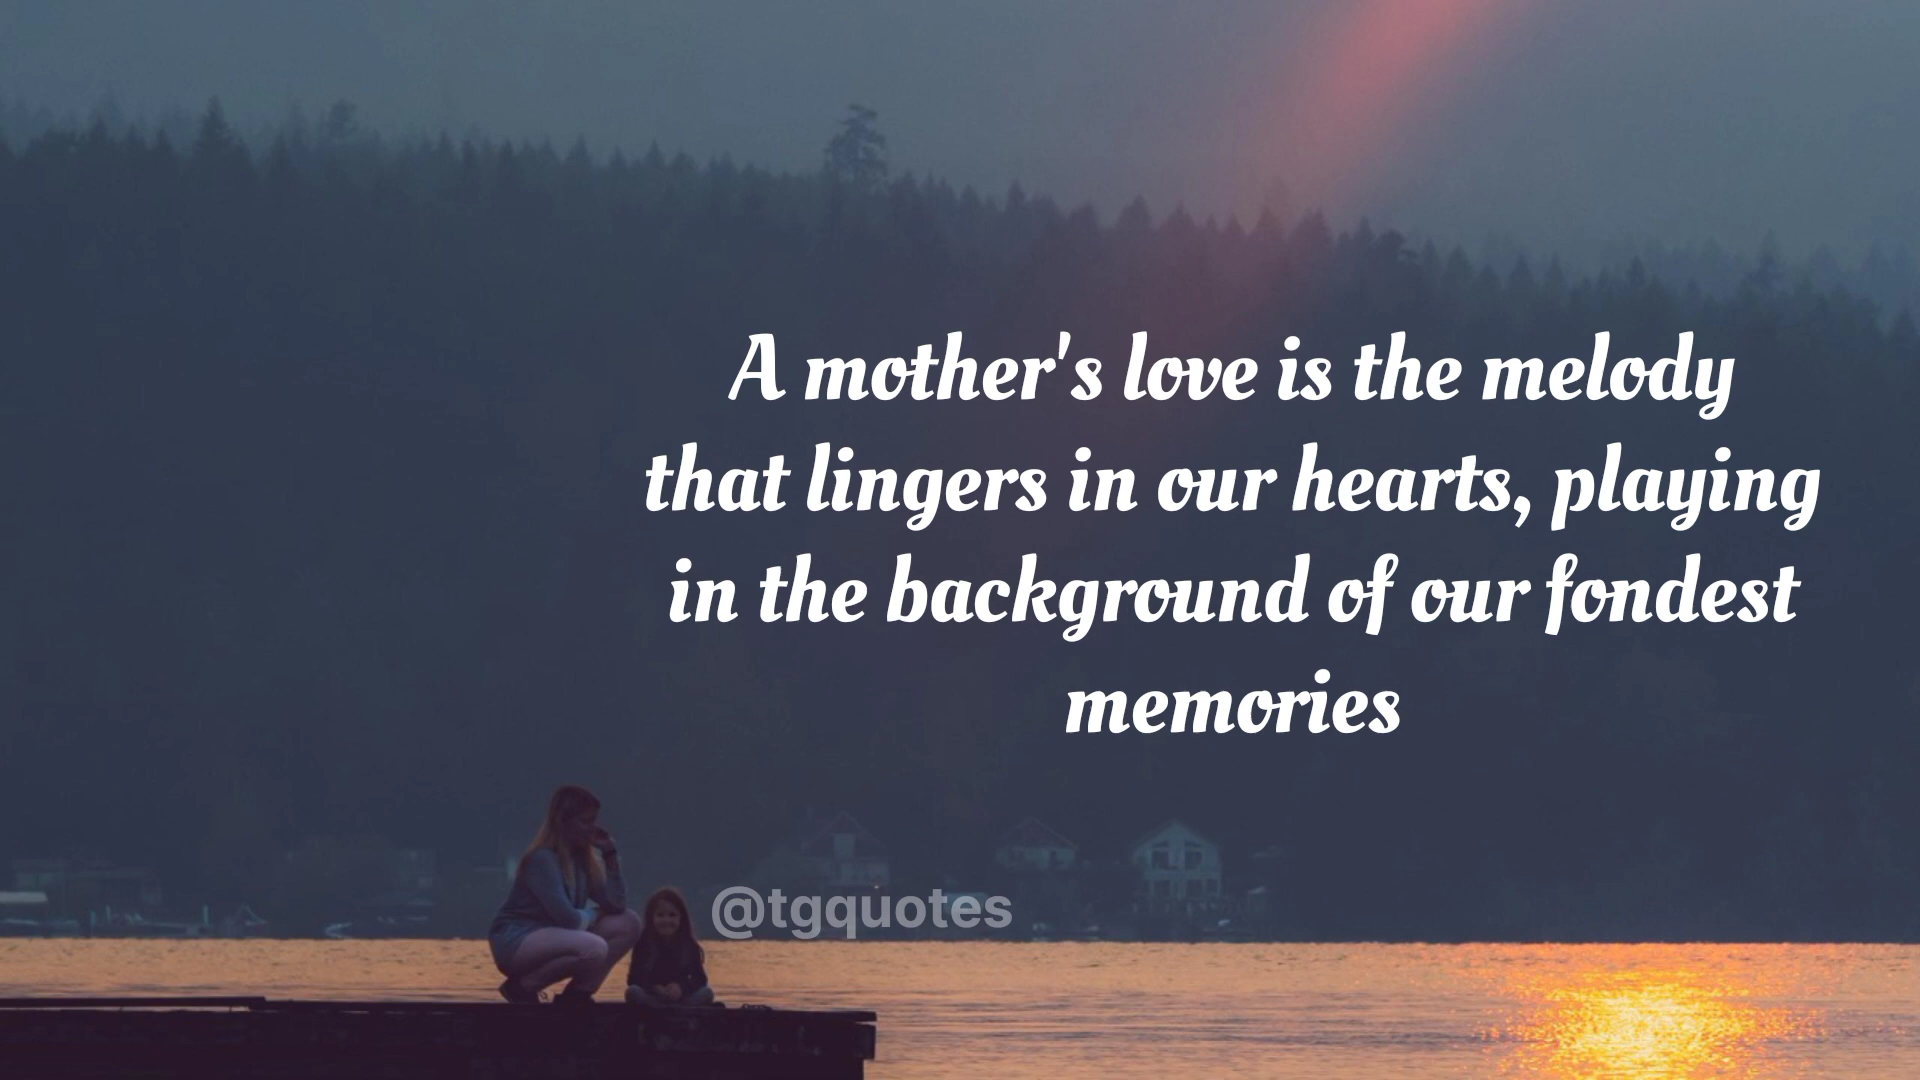 A mother's love is the melody
that lingers in our hearts, playing
in the background of our fondest
memories
@tgquotes